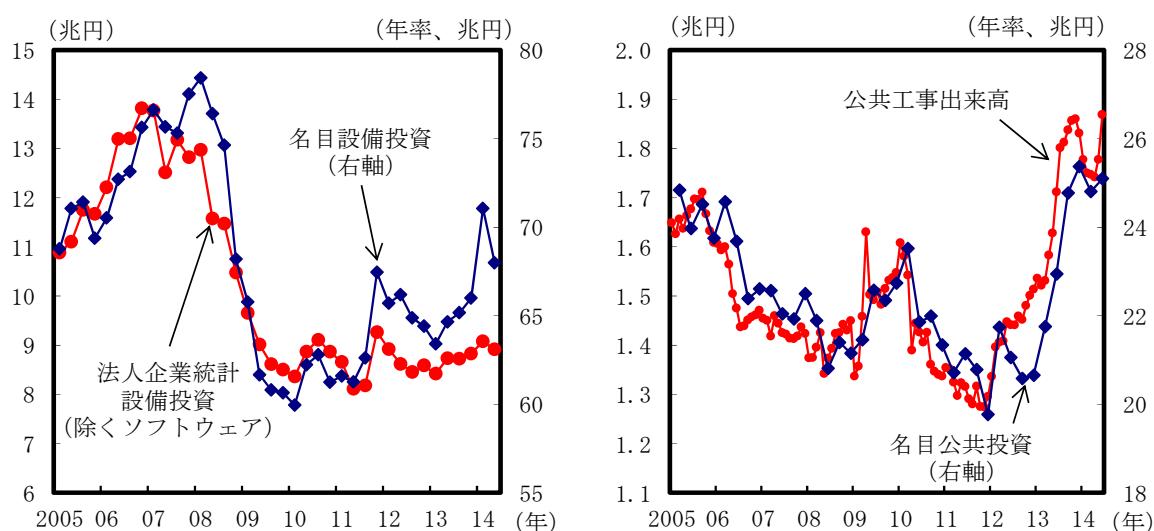 (兆円)
(年率、兆円)
15
14
13
12
11
10
9
8
7
6
80
75
70
65
60
55
名目設備投資
(右軸)
法人企業統計
設備投資
(除くソフトウェア)
2005 06 07 08 09 10 11 12 13 14 (年)
(兆円)
(年率、兆円)
2.0
1.9
1.8
1.7
1.6
1.5
1.4
1.3
1.2
1.1
28
26
24
22
20
18
公共工事出来高
名目公共投資
(右軸)
2005 06 07 08 09 10 11 12 13 14 (年)